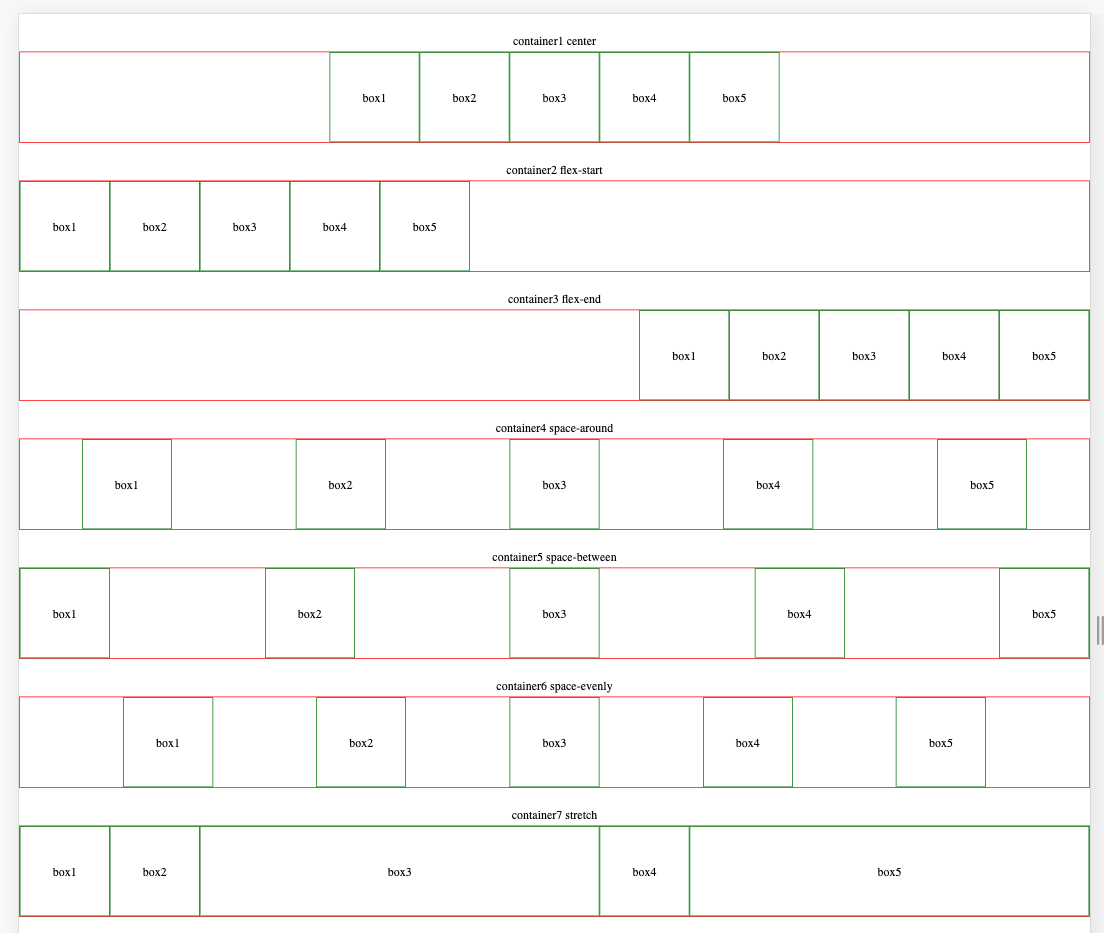 container1 center
box1 box2 box3 box4 box5
container2 flex-start
box1 box2 box3 box4 box5
container3 flex-end
box1 box2 box3 box4 box5
container4 space-around
box1 box2 box3 box4 box5
container5 space-between
box1 box2 box3 box4 box5
container6 space-evenly
box1 box2 box3 box4 box5
container7 stretch
box1 box2 box3 box4 box5